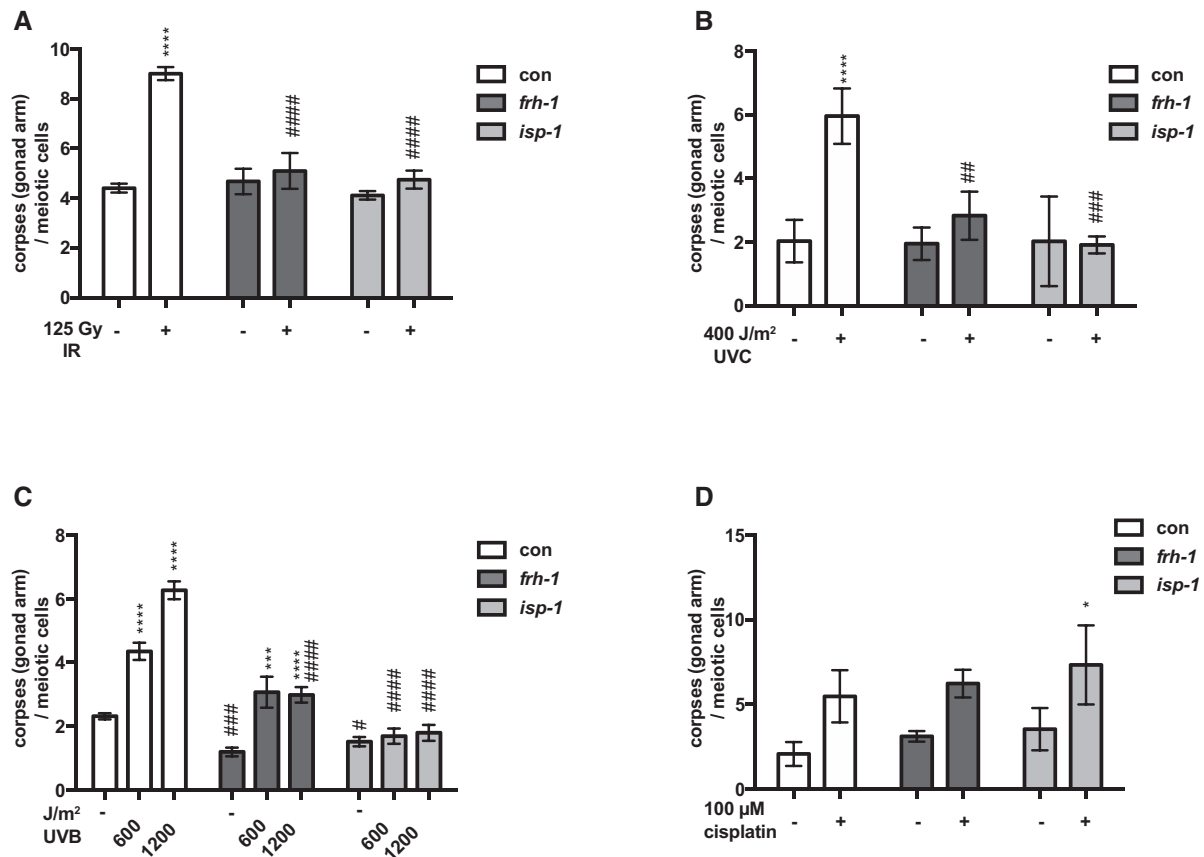 A
corpses (gonad arm)
/ meiotic cells
10
8
6
4
2
0
****
####
####
con
frh-1
isp-1
125 Gy
IR
- + - + - +
B
corpses (gonad arm)
/ meiotic cells
8
6
4
2
0
****
##
###
con
frh-1
isp-1
400 J/m²
UVC
- + - + - +
C
corpses (gonad arm)
/ meiotic cells
8
6
4
2
0
****
****
###
***
****
####
#
####
####
con
frh-1
isp-1
J/m²
UVB
- 600 1200 - 600 1200 - 600 1200
D
corpses (gonad arm)
/ meiotic cells
15
10
5
0
*
con
frh-1
isp-1
100 µM
cisplatin
- + - + - +